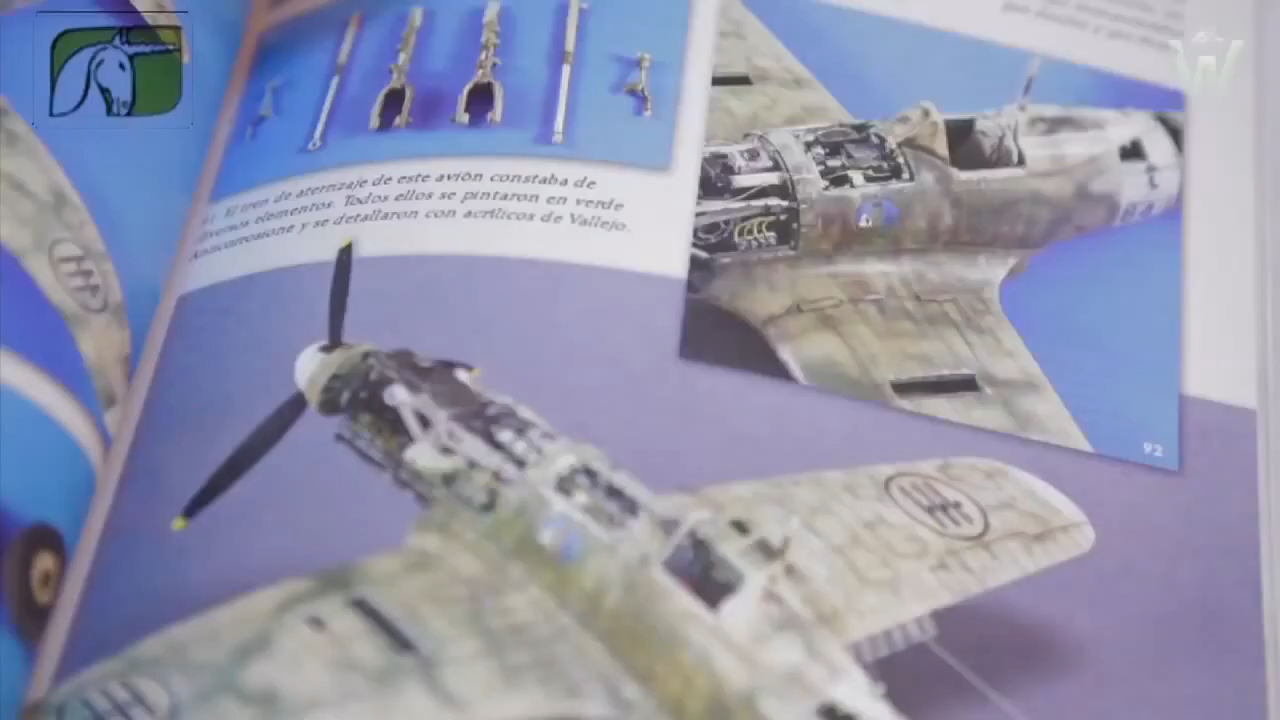 El tren de aterrizaje de este avión constaba de
diversos elementos. Todos ellos se pintaron en verde
Anticorrosione y se detallaron con acrílicos de Vallejo.
92
W